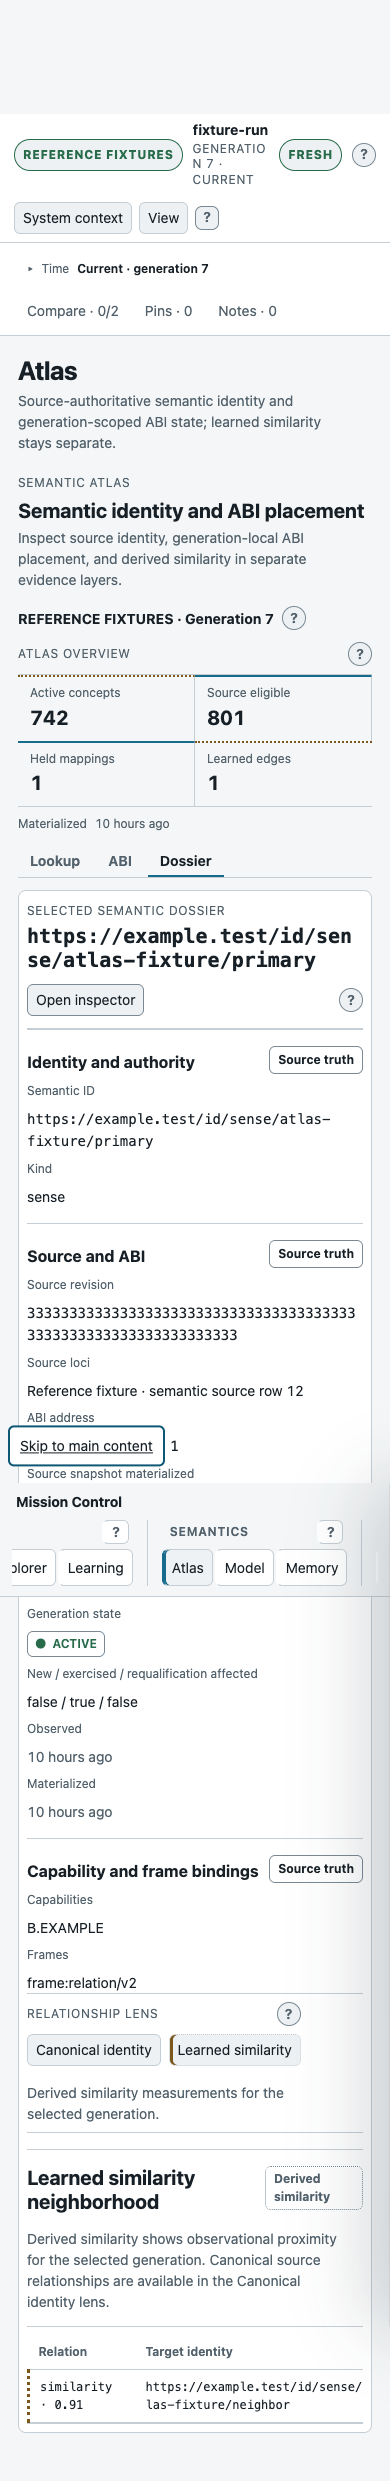 fixture-run
REFERENCE FIXTURES
GENERATIO
N 7 ·
CURRENT
FRESH
?
System context
View
?
Time Current · generation 7
Compare · 0/2
Pins · 0
Notes · 0
Atlas
Source-authoritative semantic identity and
generation-scoped ABI state; learned similarity
stays separate.
SEMANTIC ATLAS
Semantic identity and ABI placement
Inspect source identity, generation-local ABI
placement, and derived similarity in separate
evidence layers.
REFERENCE FIXTURES · Generation 7 ?
ATLAS OVERVIEW ?
Active concepts
742
Source eligible
801
Held mappings
1
Learned edges
1
Materialized 10 hours ago
Lookup ABI Dossier
SELECTED SEMANTIC DOSSIER
https://example.test/id/sen
se/atlas-fixture/primary
Open inspector ?
Identity and authority Source truth
Semantic ID
https://example.test/id/sense/atlas-
fixture/primary
Kind
sense
Source and ABI Source truth
Source revision
333333333333333333333333333333333333333
3333333333333333333333333
Source loci
Reference fixture · semantic source row 12
ABI address
Skip to main content 1
Source snapshot materialized
Mission Control
? SEMANTICS ?
plorer Learning Atlas Model Memory
Generation state
ACTIVE
New / exercised / requalification affected
false / true / false
Observed
10 hours ago
Materialized
10 hours ago
Capability and frame bindings Source truth
Capabilities
B.EXAMPLE
Frames
frame:relation/v2
RELATIONSHIP LENS ?
Canonical identity Learned similarity
Derived similarity measurements for the
selected generation.
Learned similarity
neighborhood
Derived
similarity
Derived similarity shows observational proximity
for the selected generation. Canonical source
relationships are available in the Canonical
identity lens.
Relation Target identity
similarity https://example.test/id/sense/
· 0.91 las-fixture/neighbor